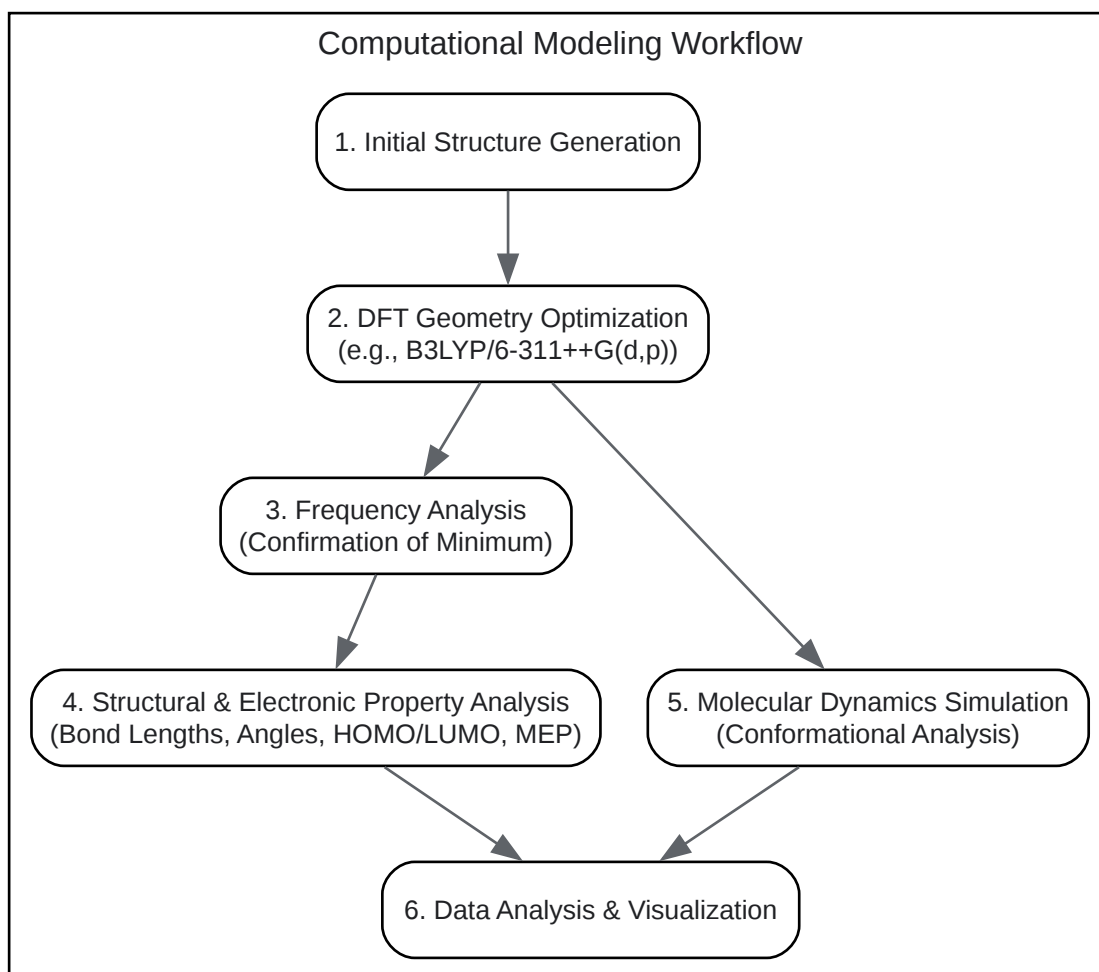 Computational Modeling Workflow
1. Initial Structure Generation
2. DFT Geometry Optimization
(e.g., B3LYP/6-311++G(d,p))
3. Frequency Analysis
(Confirmation of Minimum)
4. Structural & Electronic Property Analysis
(Bond Lengths, Angles, HOMO/LUMO, MEP)
5. Molecular Dynamics Simulation
(Conformational Analysis)
6. Data Analysis & Visualization